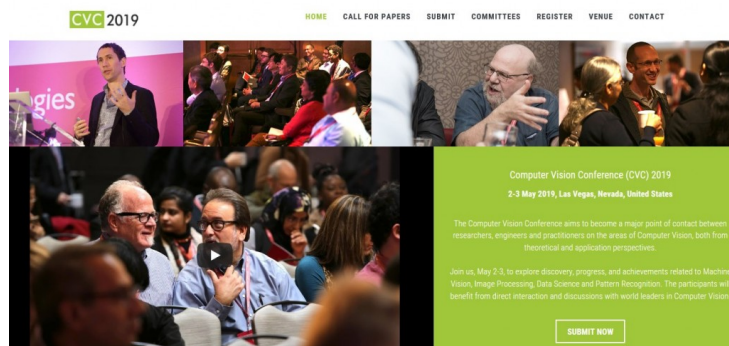 CVC 2019
HOME CALL FOR PAPERS SUBMIT COMMITTEES REGISTER VENUE CONTACT
ogies
Computer Vision Conference (CVC) 2019
2-3 May 2019, Las Vegas, Nevada, United States
The Computer Vision Conference aims to become a major point of contact between
researchers, engineers and practitioners on the areas of Computer Vision, both from
theoretical and application perspectives.
Join us, May 2-3, to explore discovery, progress, and achievements related to Machine
Vision, Image Processing, Data Science and Pattern Recognition. The participants will
benefit from direct interaction and discussions with world leaders in Computer Vision
SUBMIT NOW